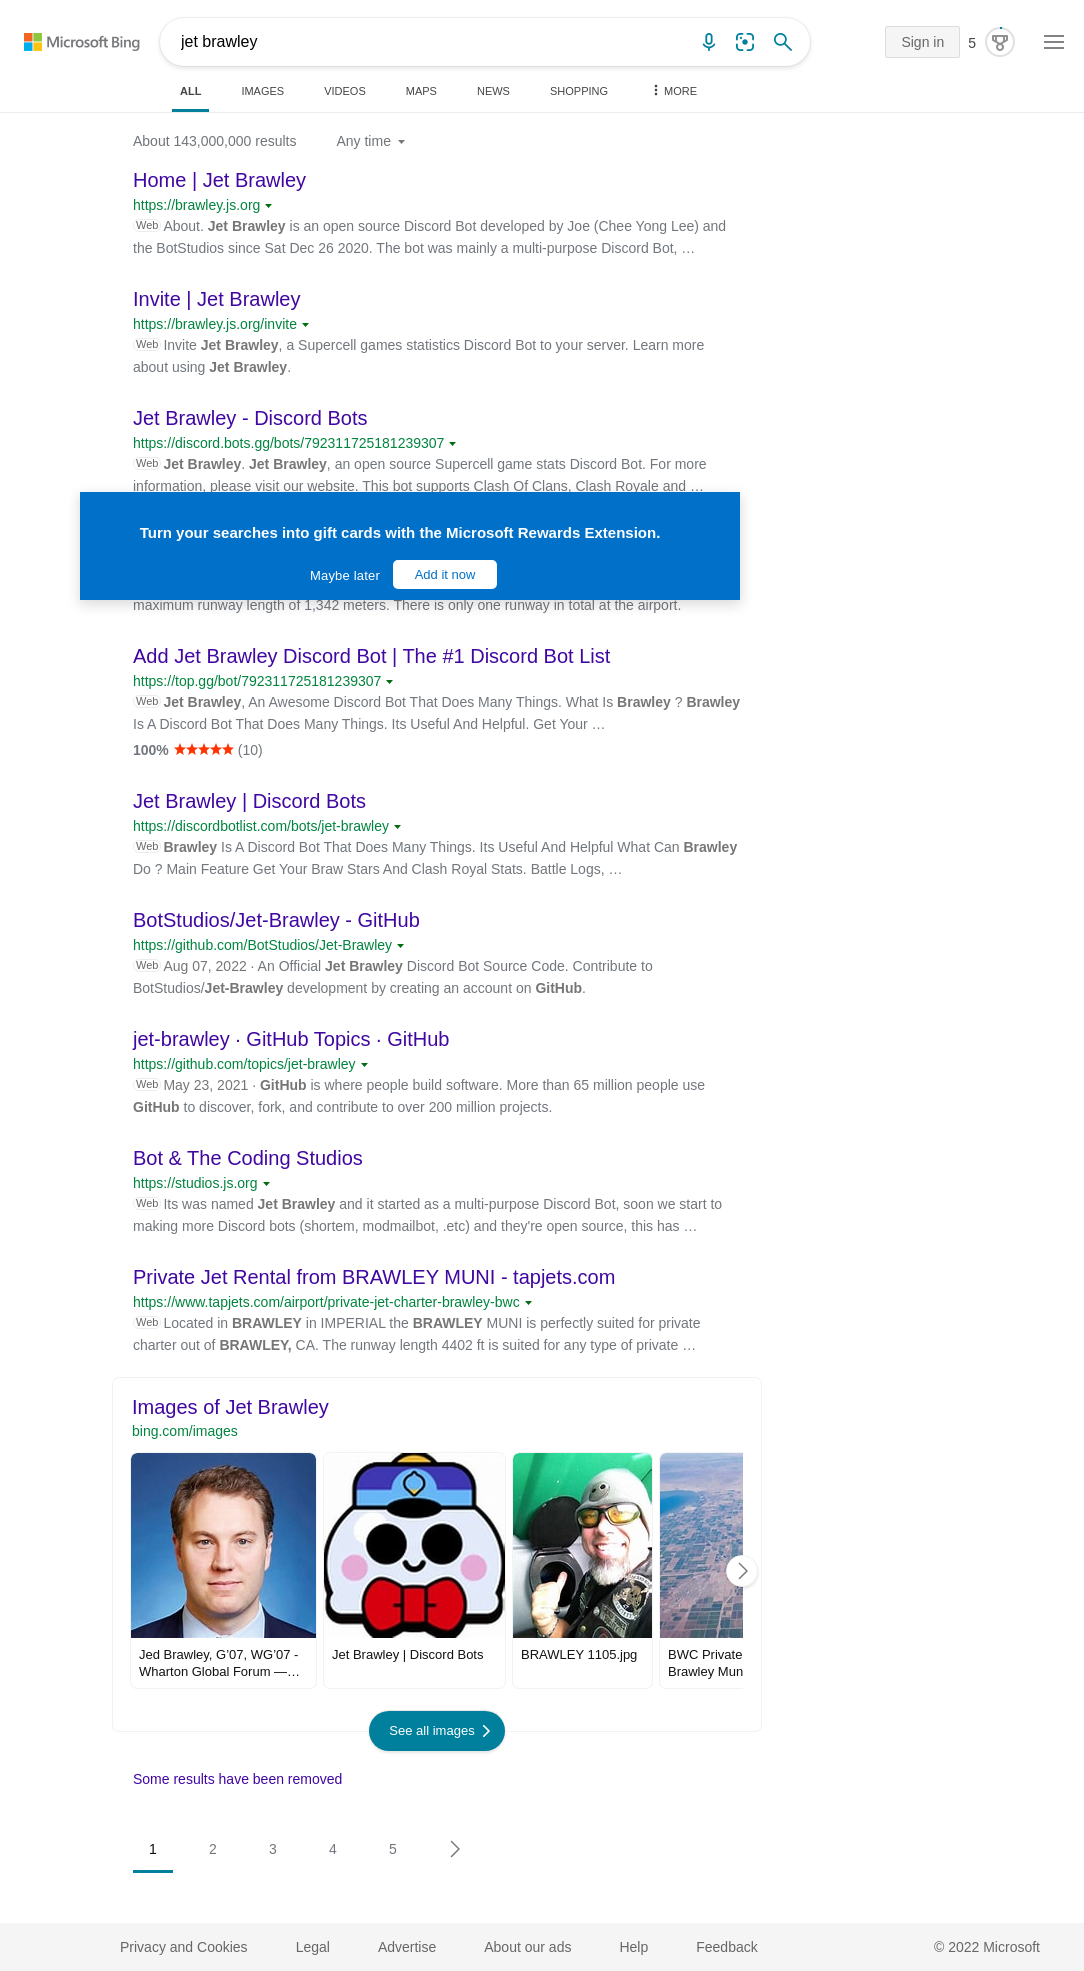 Microsoft Bing
jet brawley
Sign in
5
ALL
IMAGES
VIDEOS
MAPS
NEWS
SHOPPING
MORE
About 143,000,000 results
Any time
Home | Jet Brawley
https://brawley.js.org
Web About. Jet Brawley is an open source Discord Bot developed by Joe (Chee Yong Lee) and
the BotStudios since Sat Dec 26 2020. The bot was mainly a multi-purpose Discord Bot, …
Invite | Jet Brawley
https://brawley.js.org/invite
Web Invite Jet Brawley, a Supercell games statistics Discord Bot to your server. Learn more
about using Jet Brawley.
Jet Brawley - Discord Bots
https://discord.bots.gg/bots/792311725181239307
Web Jet Brawley. Jet Brawley, an open source Supercell game stats Discord Bot. For more
information, please visit our website. This bot supports Clash Of Clans, Clash Royale and …
Turn your searches into gift cards with the Microsoft Rewards Extension.
Maybe later
Add it now
maximum runway length of 1,342 meters. There is only one runway in total at the airport.
Add Jet Brawley Discord Bot | The #1 Discord Bot List
https://top.gg/bot/792311725181239307
Web Jet Brawley, An Awesome Discord Bot That Does Many Things. What Is Brawley ? Brawley
Is A Discord Bot That Does Many Things. Its Useful And Helpful. Get Your …
100% ★★★★★ (10)
Jet Brawley | Discord Bots
https://discordbotlist.com/bots/jet-brawley
Web Brawley Is A Discord Bot That Does Many Things. Its Useful And Helpful What Can Brawley
Do ? Main Feature Get Your Braw Stars And Clash Royal Stats. Battle Logs, …
BotStudios/Jet-Brawley - GitHub
https://github.com/BotStudios/Jet-Brawley
Web Aug 07, 2022 · An Official Jet Brawley Discord Bot Source Code. Contribute to
BotStudios/Jet-Brawley development by creating an account on GitHub.
jet-brawley · GitHub Topics · GitHub
https://github.com/topics/jet-brawley
Web May 23, 2021 · GitHub is where people build software. More than 65 million people use
GitHub to discover, fork, and contribute to over 200 million projects.
Bot & The Coding Studios
https://studios.js.org
Web Its was named Jet Brawley and it started as a multi-purpose Discord Bot, soon we start to
making more Discord bots (shortem, modmailbot, .etc) and they're open source, this has …
Private Jet Rental from BRAWLEY MUNI - tapjets.com
https://www.tapjets.com/airport/private-jet-charter-brawley-bwc
Web Located in BRAWLEY in IMPERIAL the BRAWLEY MUNI is perfectly suited for private
charter out of BRAWLEY, CA. The runway length 4402 ft is suited for any type of private …
Images of Jet Brawley
bing.com/images
Jed Brawley, G’07, WG’07 -
Wharton Global Forum —…
Jet Brawley | Discord Bots
BRAWLEY 1105.jpg
BWC Private
Brawley Mun
See all images
Some results have been removed
1
2
3
4
5
Privacy and Cookies
Legal
Advertise
About our ads
Help
Feedback
© 2022 Microsoft